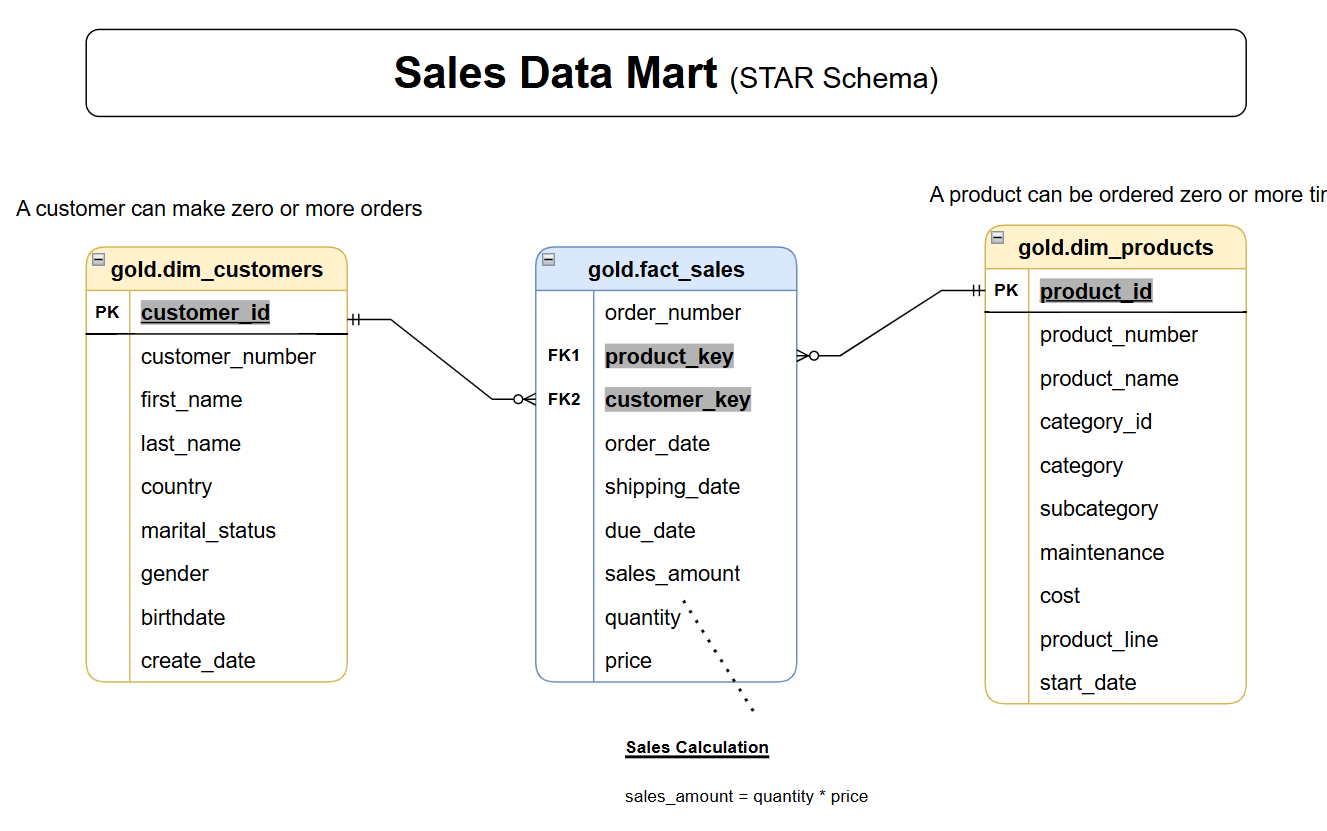 Sales Data Mart (STAR Schema)
A customer can make zero or more orders
gold.dim_customers
PK customer_id
customer_number
first_name
last_name
country
marital_status
gender
birthdate
create_date
gold.fact_sales
order_number
FK1 product_key
FK2 customer_key
order_date
shipping_date
due_date
sales_amount
quantity
price
Sales Calculation
sales_amount = quantity * price
A product can be ordered zero or more
gold.dim_products
PK product_id
product_number
product_name
category_id
category
subcategory
maintenance
cost
product_line
start_date